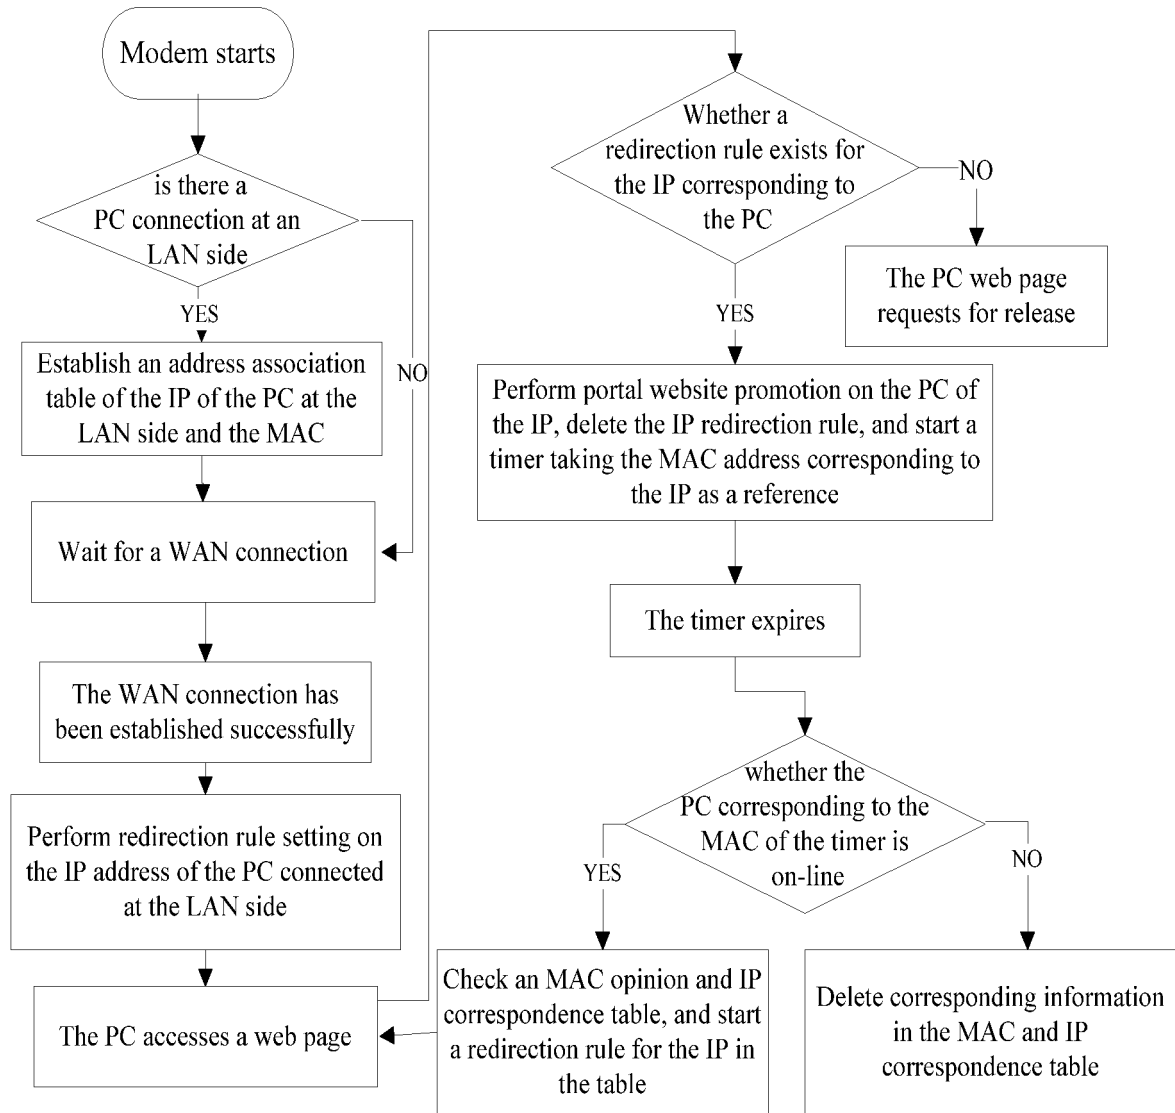 Modem starts
is there a
PC connection at an
LAN side
YES
NO
Establish an address association
table of the IP of the PC at the
LAN side and the MAC
Wait for a WAN connection
The WAN connection has
been established successfully
Perform redirection rule setting on
the IP address of the PC connected
at the LAN side
The PC accesses a web page
Whether a
redirection rule exists for
the IP corresponding to
the PC
NO
The PC web page
requests for release
YES
Perform portal website promotion on the PC of
the IP, delete the IP redirection rule, and start a
timer taking the MAC address corresponding to
the IP as a reference
The timer expires
whether the
PC corresponding to the
MAC of the timer is
on-line
YES
NO
Check an MAC opinion and IP
correspondence table, and start
a redirection rule for the IP in
the table
Delete corresponding information
in the MAC and IP
correspondence table